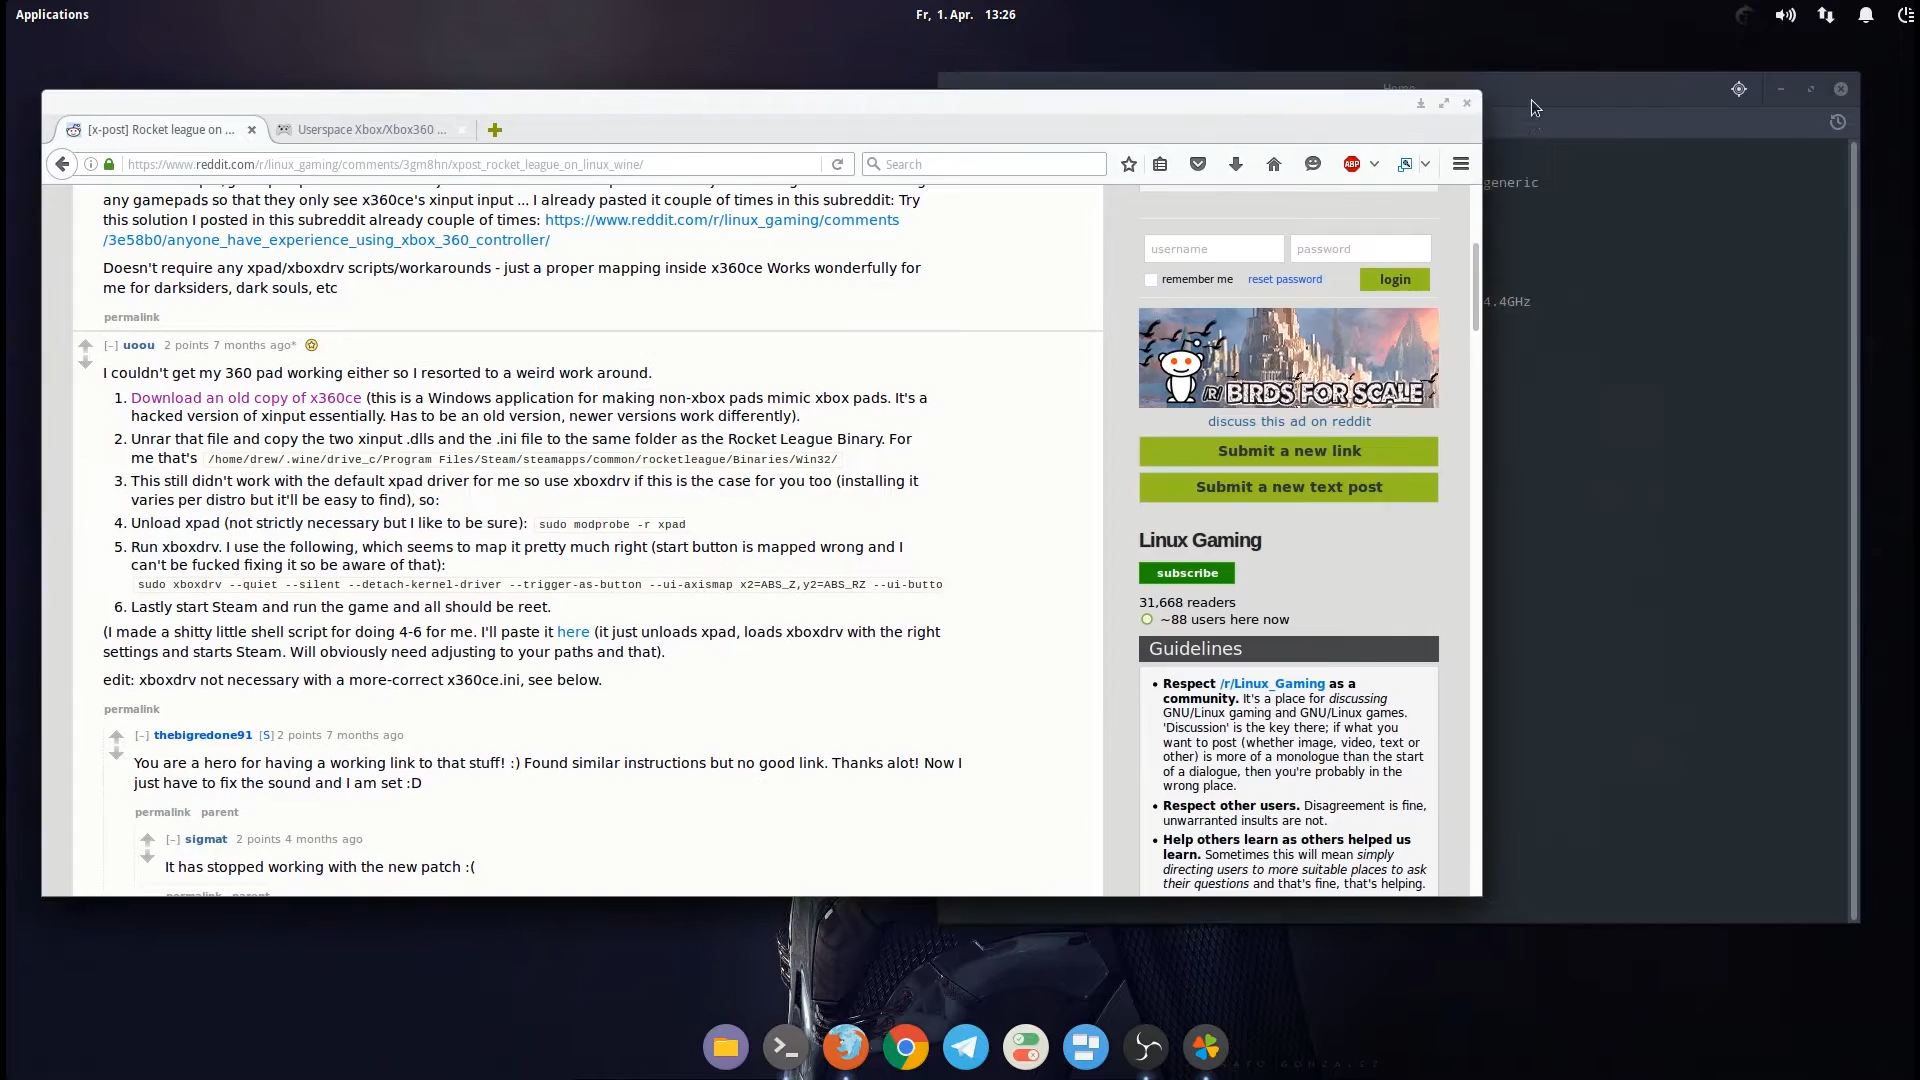 Applications
Fr, 1. Apr. 13:26
Home
[x-post] Rocket league on ...
Userspace Xbox/Xbox360 ...
https://www.reddit.com/r/linux_gaming/comments/3gm8hn/xpost_rocket_league_on_linux_wine/
Search
ABP
any gamepads so that they only see x360ce's xinput input ... I already pasted it couple of times in this subreddit: Try
this solution I posted in this subreddit already couple of times: https://www.reddit.com/r/linux_gaming/comments
/3e58b0/anyone_have_experience_using_xbox_360_controller/
Doesn't require any xpad/xboxdrv scripts/workarounds - just a proper mapping inside x360ce Works wonderfully for
me for darksiders, dark souls, etc
permalink
[–] uoou 2 points 7 months ago*
I couldn't get my 360 pad working either so I resorted to a weird work around.
1. Download an old copy of x360ce (this is a Windows application for making non-xbox pads mimic xbox pads. It's a
hacked version of xinput essentially. Has to be an old version, newer versions work differently).
2. Unrar that file and copy the two xinput .dlls and the .ini file to the same folder as the Rocket League Binary. For
me that's /home/drew/.wine/drive_c/Program Files/Steam/steamapps/common/rocketleague/Binaries/Win32/
3. This still didn't work with the default xpad driver for me so use xboxdrv if this is the case for you too (installing it
varies per distro but it'll be easy to find), so:
4. Unload xpad (not strictly necessary but I like to be sure): sudo modprobe -r xpad
5. Run xboxdrv. I use the following, which seems to map it pretty much right (start button is mapped wrong and I
can't be fucked fixing it so be aware of that):
sudo xboxdrv --quiet --silent --detach-kernel-driver --trigger-as-button --ui-axismap x2=ABS_Z,y2=ABS_RZ --ui-butto
6. Lastly start Steam and run the game and all should be reet.
(I made a shitty little shell script for doing 4-6 for me. I'll paste it here (it just unloads xpad, loads xboxdrv with the right
settings and starts Steam. Will obviously need adjusting to your paths and that).
edit: xboxdrv not necessary with a more-correct x360ce.ini, see below.
permalink
[–] thebigredone91 [S] 2 points 7 months ago
You are a hero for having a working link to that stuff! :) Found similar instructions but no good link. Thanks alot! Now I
just have to fix the sound and I am set :D
permalink parent
[–] sigmat 2 points 4 months ago
It has stopped working with the new patch :(
permalink parent
username
password
remember me
reset password
login
/R/ BIRDS FOR SCALE
discuss this ad on reddit
Submit a new link
Submit a new text post
Linux Gaming
subscribe
31,668 readers
~88 users here now
Guidelines
• Respect /r/Linux_Gaming as a
community. It's a place for discussing
GNU/Linux gaming and GNU/Linux games.
'Discussion' is the key there; if what you
want to post (whether image, video, text or
other) is more of a monologue than the start
of a dialogue, then you're probably in the
wrong place.
• Respect other users. Disagreement is fine,
unwarranted insults are not.
• Help others learn as others helped us
learn. Sometimes this will mean simply
directing users to more suitable places to ask
their questions and that's fine, that's helping.
generic
4.4GHz
GONZALEZ